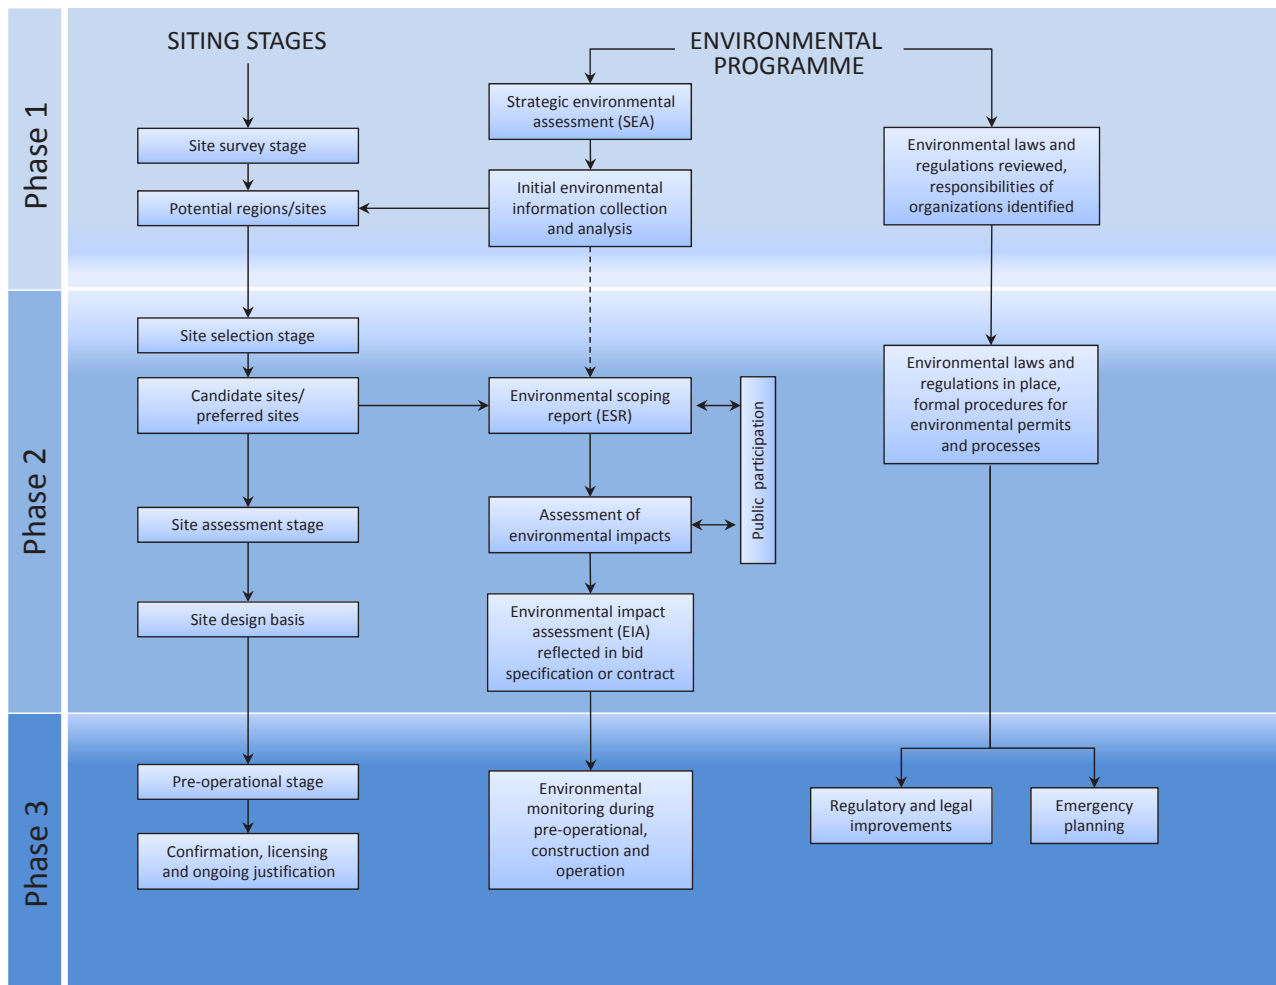 SITING STAGES
ENVIRONMENTAL
PROGRAMME
Phase 1
Strategic environmental
assessment (SEA)
Site survey stage
Environmental laws and
regulations reviewed,
responsibilities of
organizations identified
Initial environmental
information collection
and analysis
Potential regions/sites
Phase 2
Site selection stage
Environmental laws and
regulations in place,
formal procedures for
environmental permits
and processes
Candidate sites/
preferred sites
Environmental scoping
report (ESR)
Public participation
Site assessment stage
Assessment of
environmental impacts
Site design basis
Environmental impact
assessment (EIA)
reflected in bid
specification or contract
Phase 3
Pre-operational stage
Environmental
monitoring during
pre-operational,
construction and
operation
Regulatory and legal
improvements
Emergency
planning
Confirmation, licensing
and ongoing justification